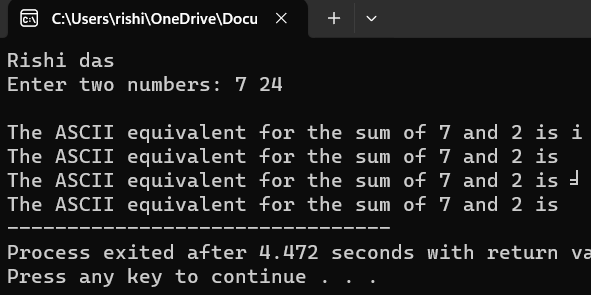 C:\Users\rishi\OneDrive\Docu
Rishi das
Enter two numbers: 7 24
The ASCII equivalent for the sum of 7 and 2 is i
The ASCII equivalent for the sum of 7 and 2 is
The ASCII equivalent for the sum of 7 and 2 is ╛
The ASCII equivalent for the sum of 7 and 2 is
--------------------------------
Process exited after 4.472 seconds with return va
Press any key to continue . . .